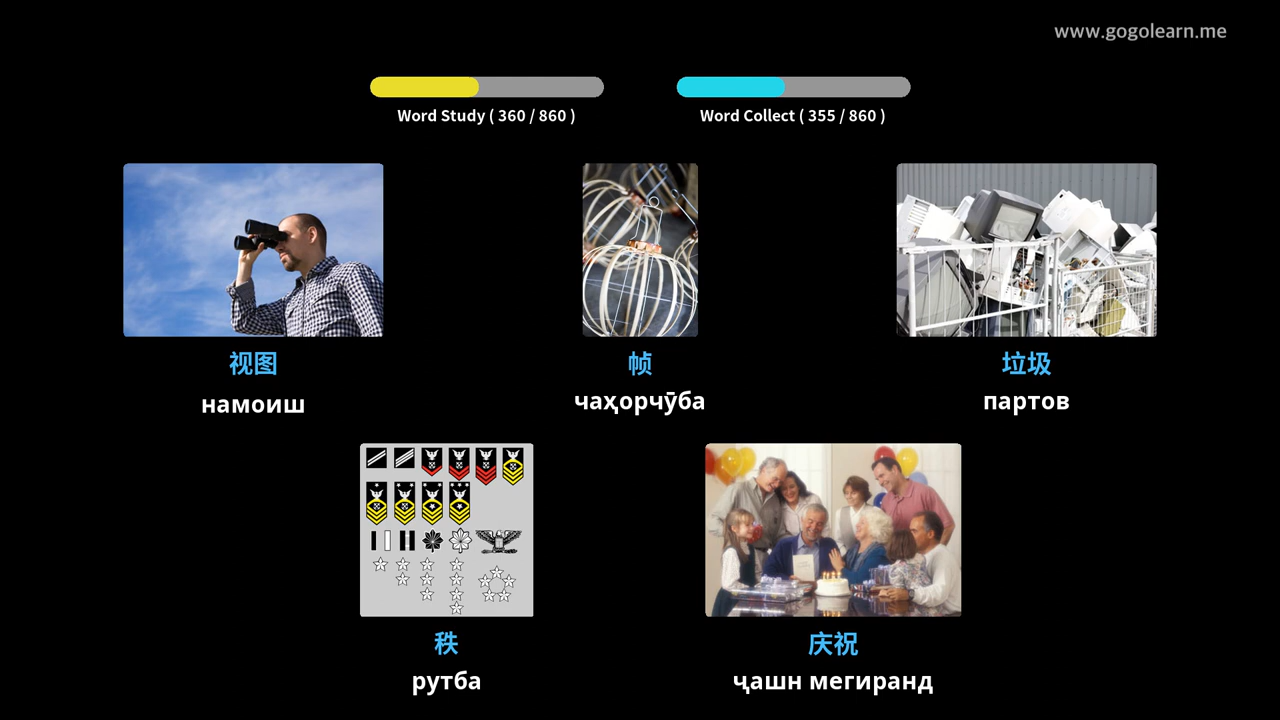 www.gogolearn.me
Word Study ( 360 / 860 )
Word Collect ( 355 / 860 )
视图
намоиш
帧
чаҳорчӯба
垃圾
партов
秩
рутба
庆祝
ҷашн мегиранд